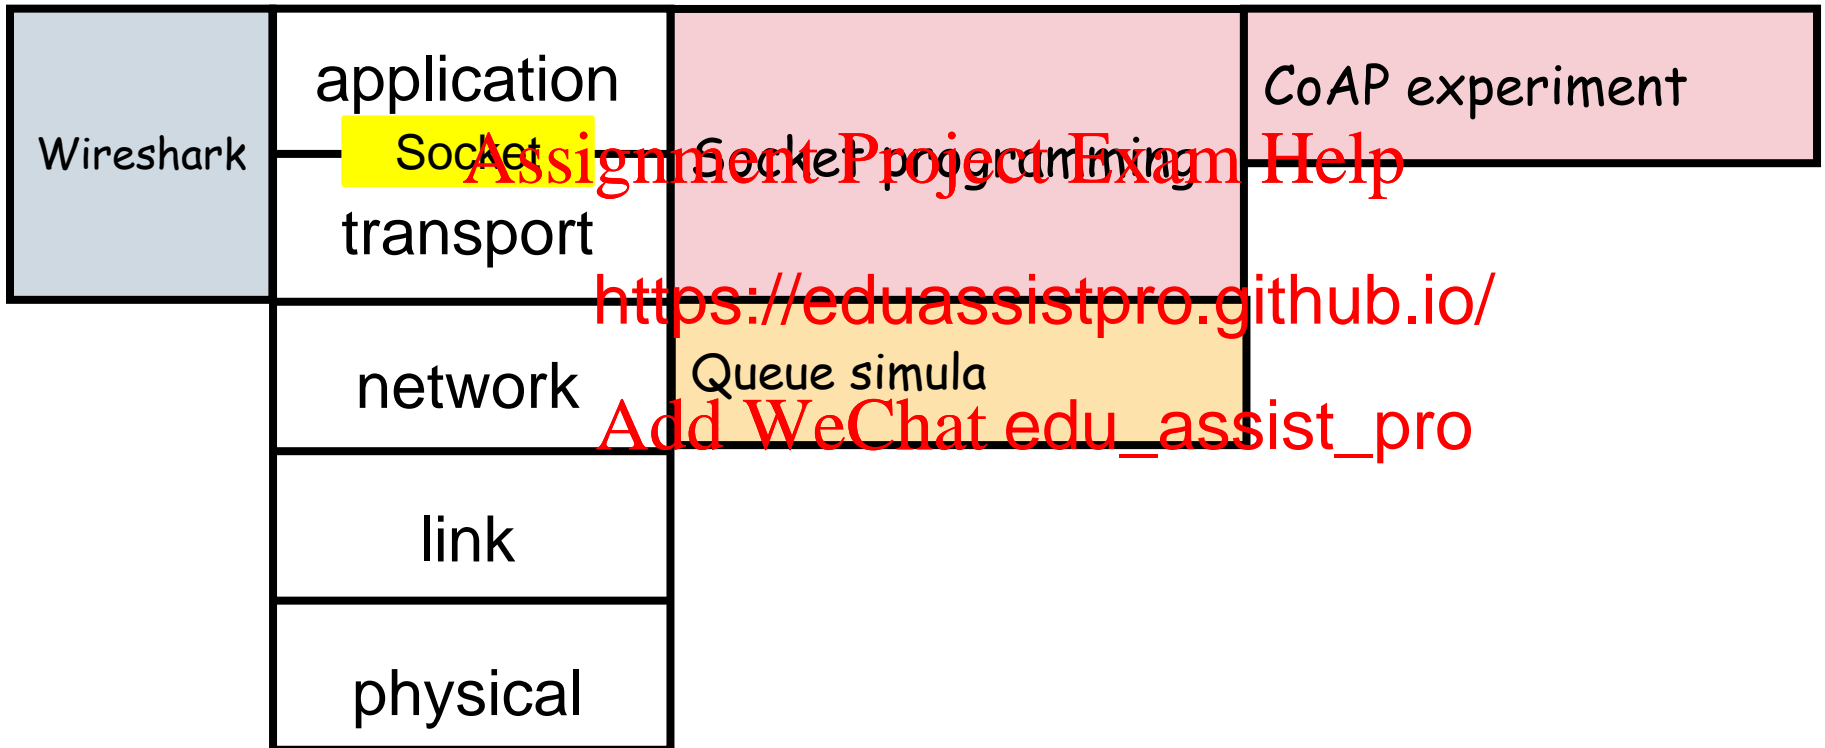 application
CoAP experiment
Wireshark
Socket
Socket programming
Assignment Project Exam Help
transport
https://eduassistpro.github.io/
network
Queue simula
Add WeChat edu_assist_pro
link
physical